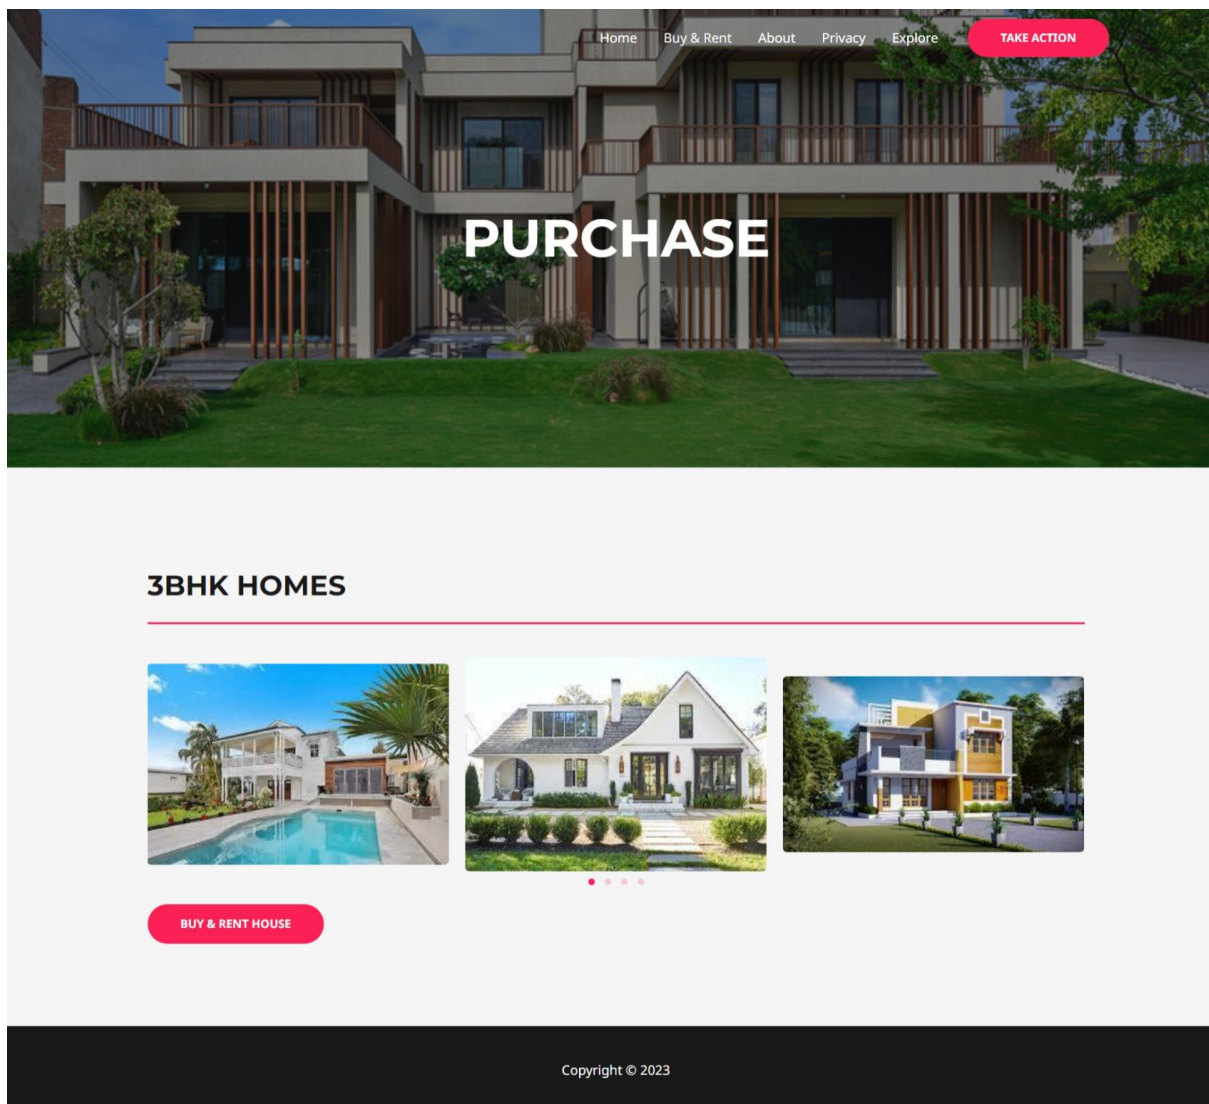 Home Buy & Rent About Privacy Explore TAKE ACTION
PURCHASE
3BHK HOMES
BUY & RENT HOUSE
Copyright © 2023